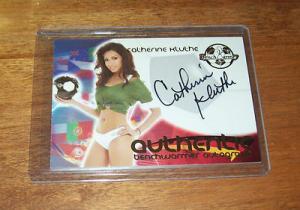 Catherine Kluthe
Catherine
Kluthe
AUTHENTIC
BENCHWARMER AUTOGRAPH